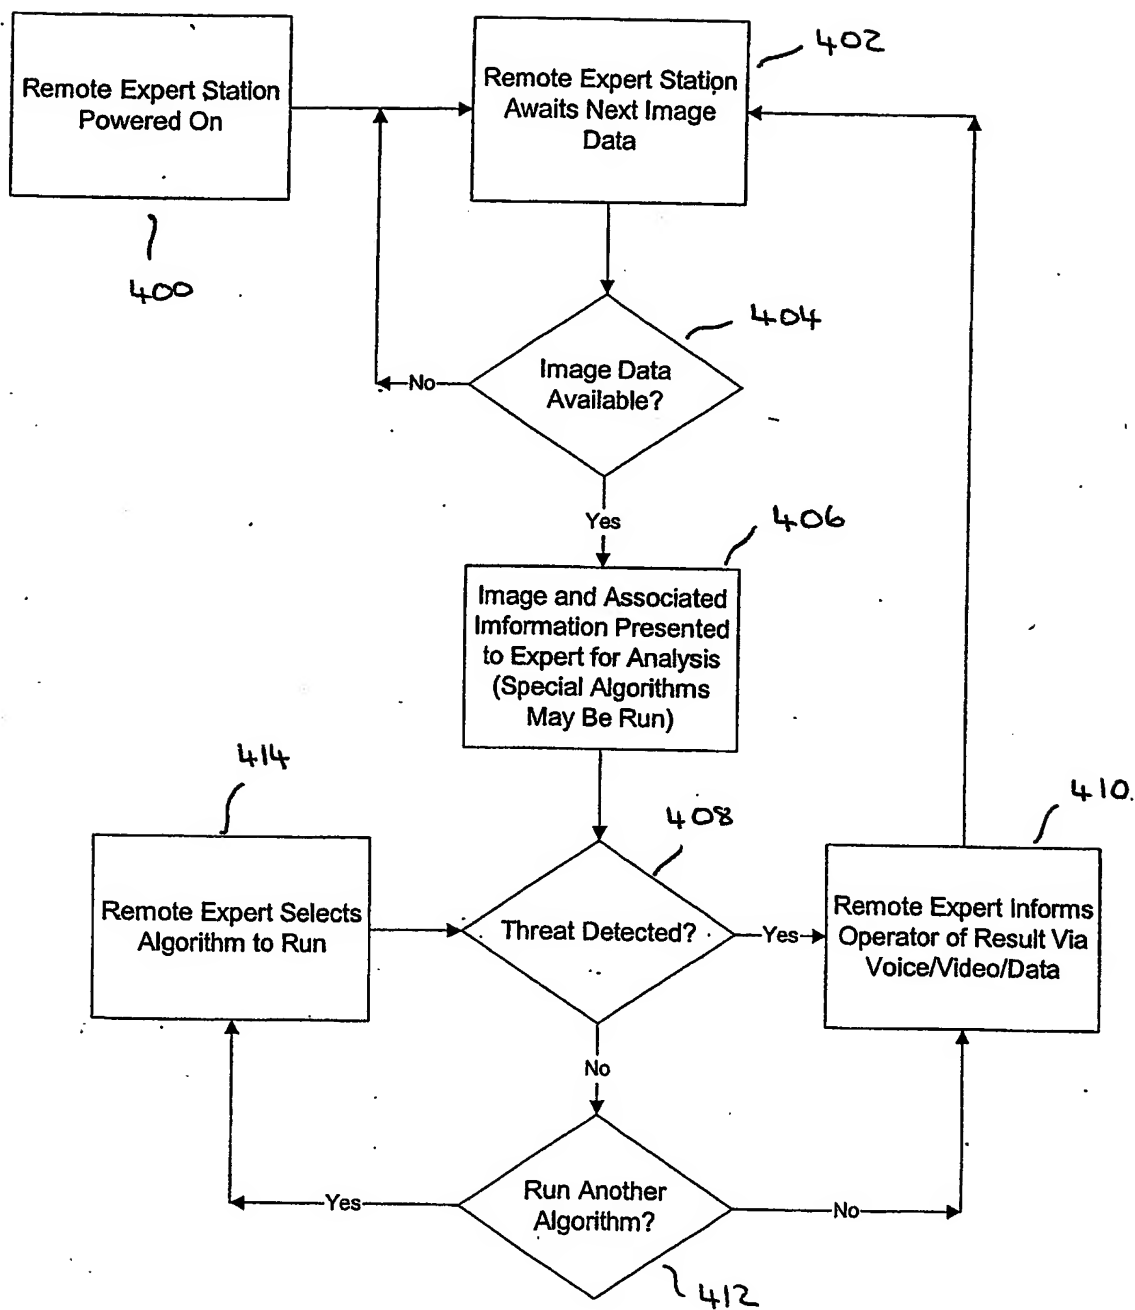 Remote Expert Station
Powered On
400
Remote Expert Station
Awaits Next Image
Data
402
Image Data
Available?
404
No
Yes
Image and Associated
Imformation Presented
to Expert for Analysis
(Special Algorithms
May Be Run)
406
Threat Detected?
408
Yes
Remote Expert Informs
Operator of Result Via
Voice/Video/Data
410
No
Run Another
Algorithm?
412
Yes
No
Remote Expert Selects
Algorithm to Run
414